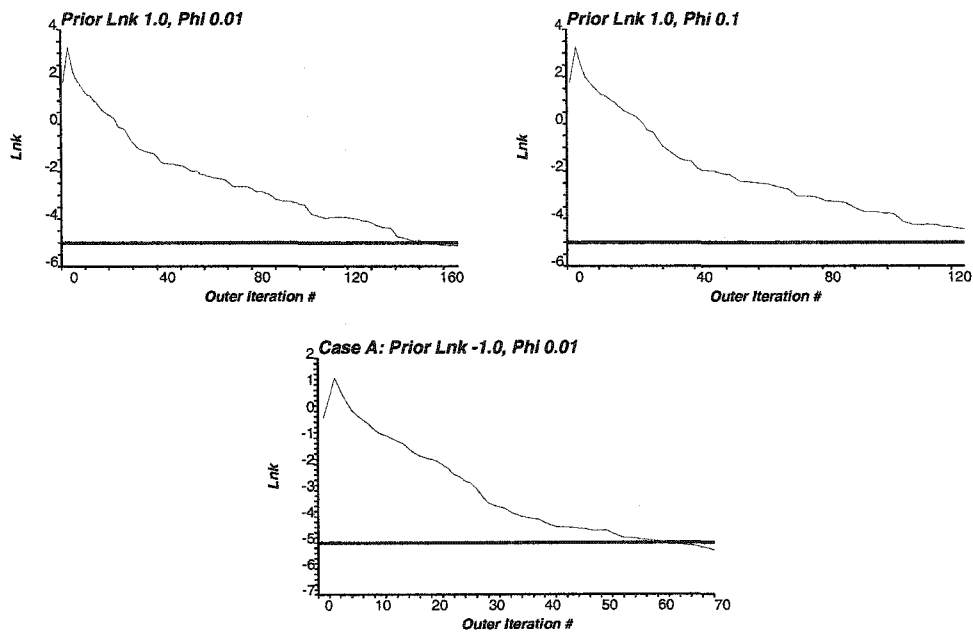 Prior Lnk 1.0, Phi 0.01
4
2
0
-2
-4
-6
Lnk
0 40 80 120 160
Outer Iteration #
Prior Lnk 1.0, Phi 0.1
4
2
0
-2
-4
-6
Lnk
0 40 80 120
Outer Iteration #
Case A: Prior Lnk -1.0, Phi 0.01
2
1
0
-1
-2
-3
-4
-5
-6
-7
Lnk
0 10 20 30 40 50 60 70
Outer Iteration #